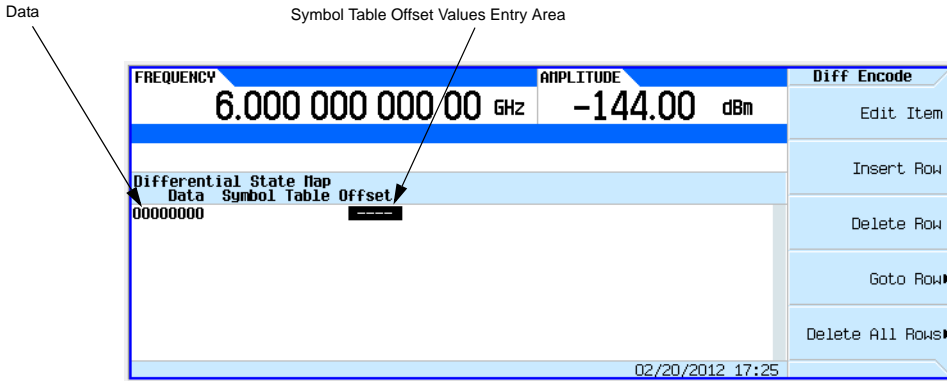 Data
Symbol Table Offset Values Entry Area
FREQUENCY
6.000 000 000 00 GHz
AMPLITUDE
-144.00 dBm
Diff Encode
Edit Item
Insert Row
Delete Row
Goto Row
Delete All Rows
Differential State Map
Data Symbol Table Offset
00000000 ----
02/20/2012 17:25